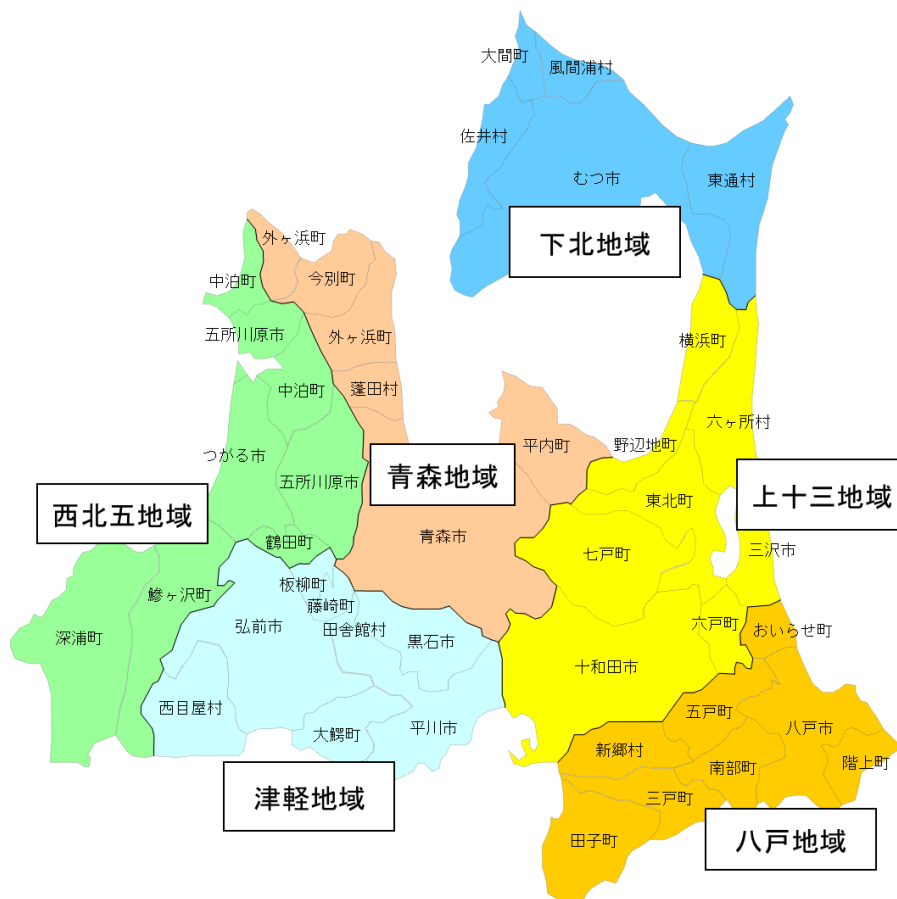 大間町
風間浦村
佐井村
むつ市
東通村
下北地域
外ヶ浜町
今別町
中泊町
五所川原市
外ヶ浜町
横浜町
中泊町
蓬田村
六ヶ所村
つがる市
平内町
野辺地町
青森地域
五所川原市
東北町
上十三地域
西北五地域
青森市
鶴田町
七戸町
三沢市
板柳町
鰺ヶ沢町
藤崎町
弘前市
田舎館村
黒石市
六戸町
おいらせ町
深浦町
十和田市
西目屋村
五戸町
大鰐町
平川市
八戸市
新郷村
南部町
階上町
津軽地域
三戸町
田子町
八戸地域